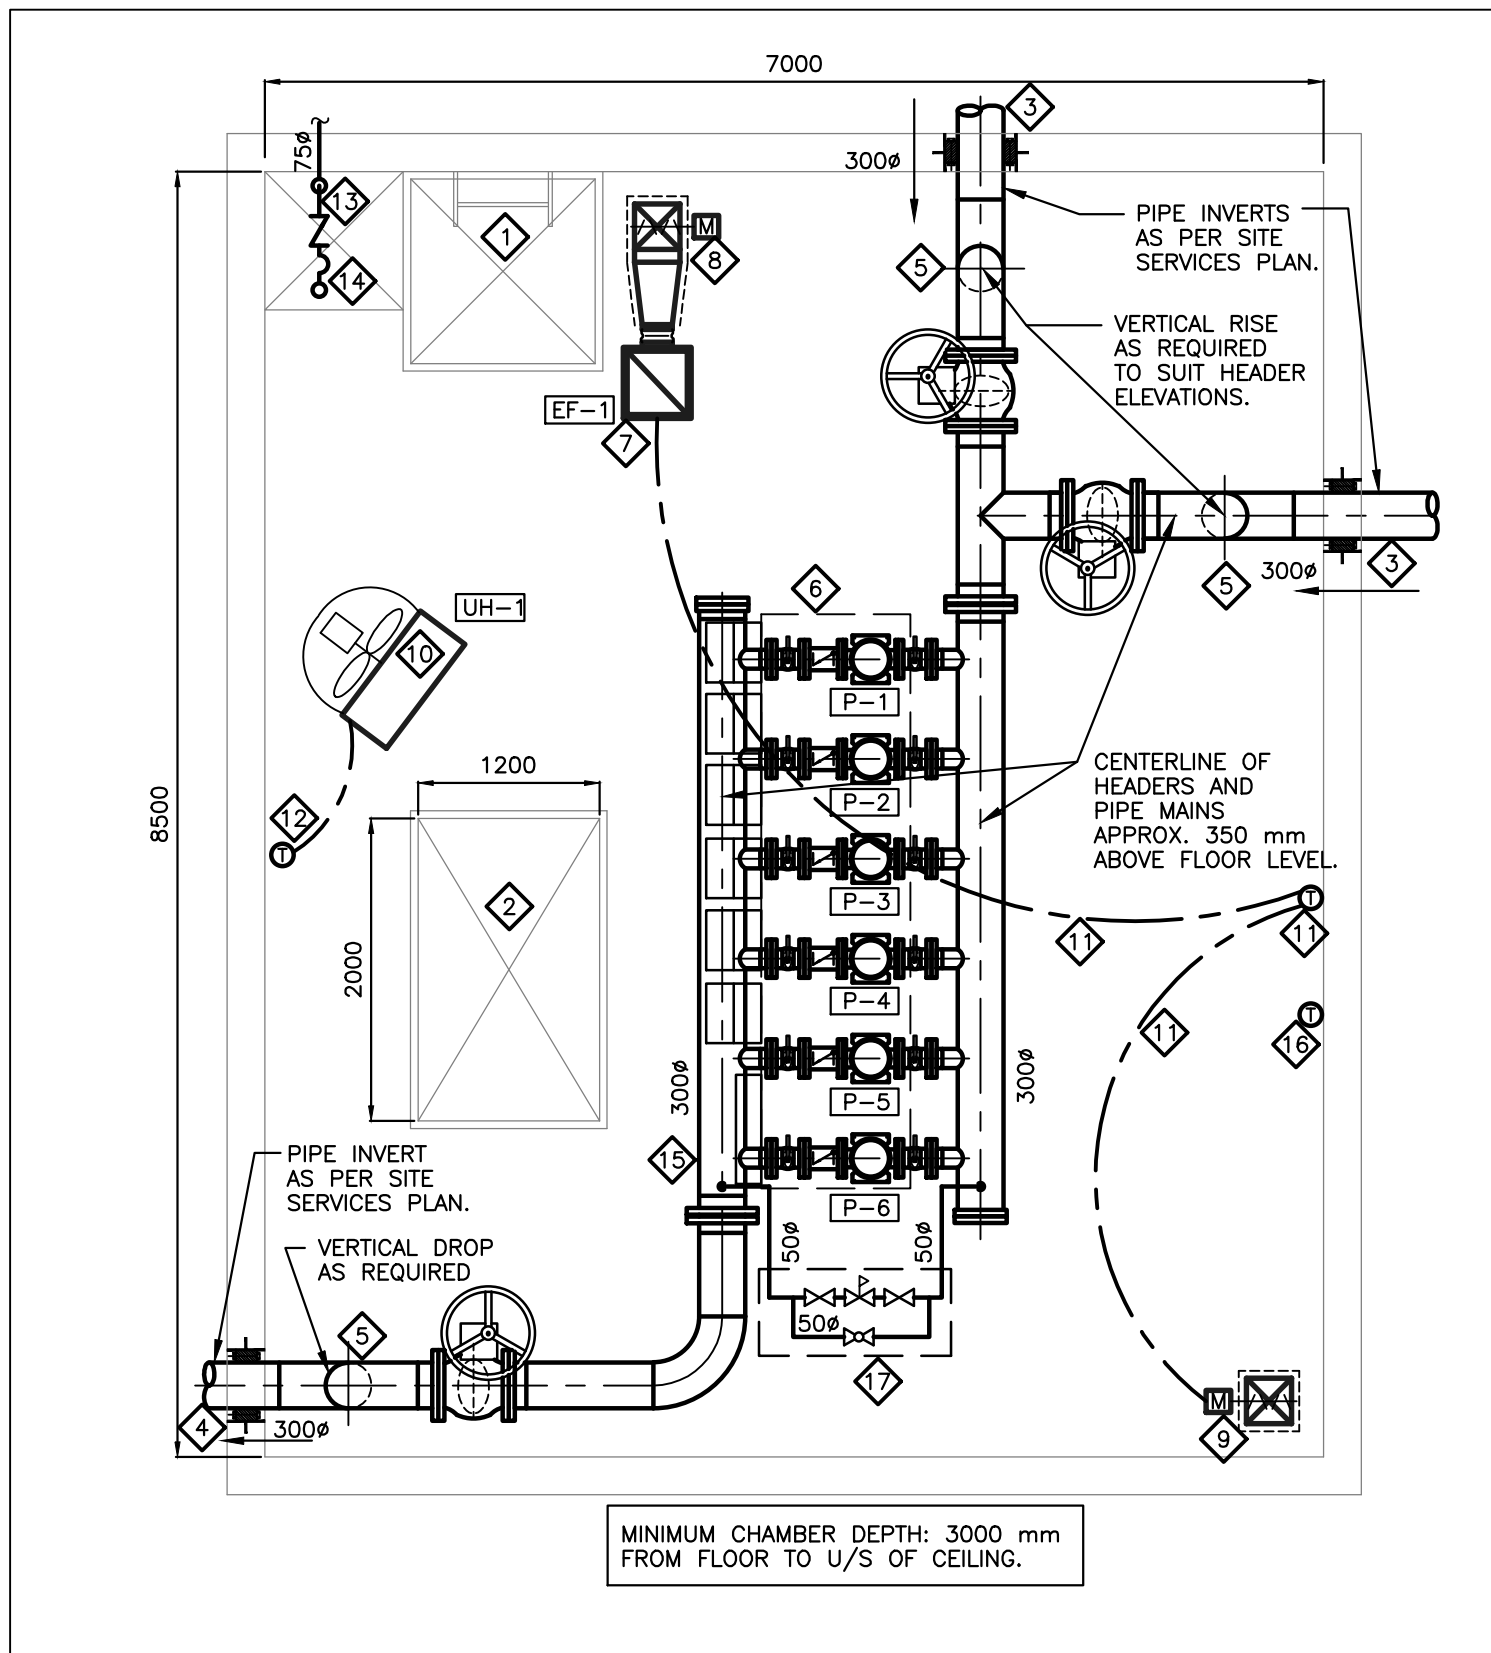 7000
3
75ø
300ø
13
1
M
8
14
5
PIPE INVERTS
AS PER SITE
SERVICES PLAN.
VERTICAL RISE
AS REQUIRED
TO SUIT HEADER
ELEVATIONS.
EF-1
7
6
300ø
3
5
UH-1
10
P-1
8500
1200
12
T
2
2000
P-2
CENTERLINE OF
HEADERS AND
PIPE MAINS
APPROX. 350 mm
ABOVE FLOOR LEVEL.
P-3
T
11
11
P-4
11
T
16
300ø
300ø
P-5
PIPE INVERT
AS PER SITE
SERVICES PLAN.
15
P-6
VERTICAL DROP
AS REQUIRED
50ø
50ø
5
50ø
17
M
4
300ø
9
MINIMUM CHAMBER DEPTH: 3000 mm
FROM FLOOR TO U/S OF CEILING.